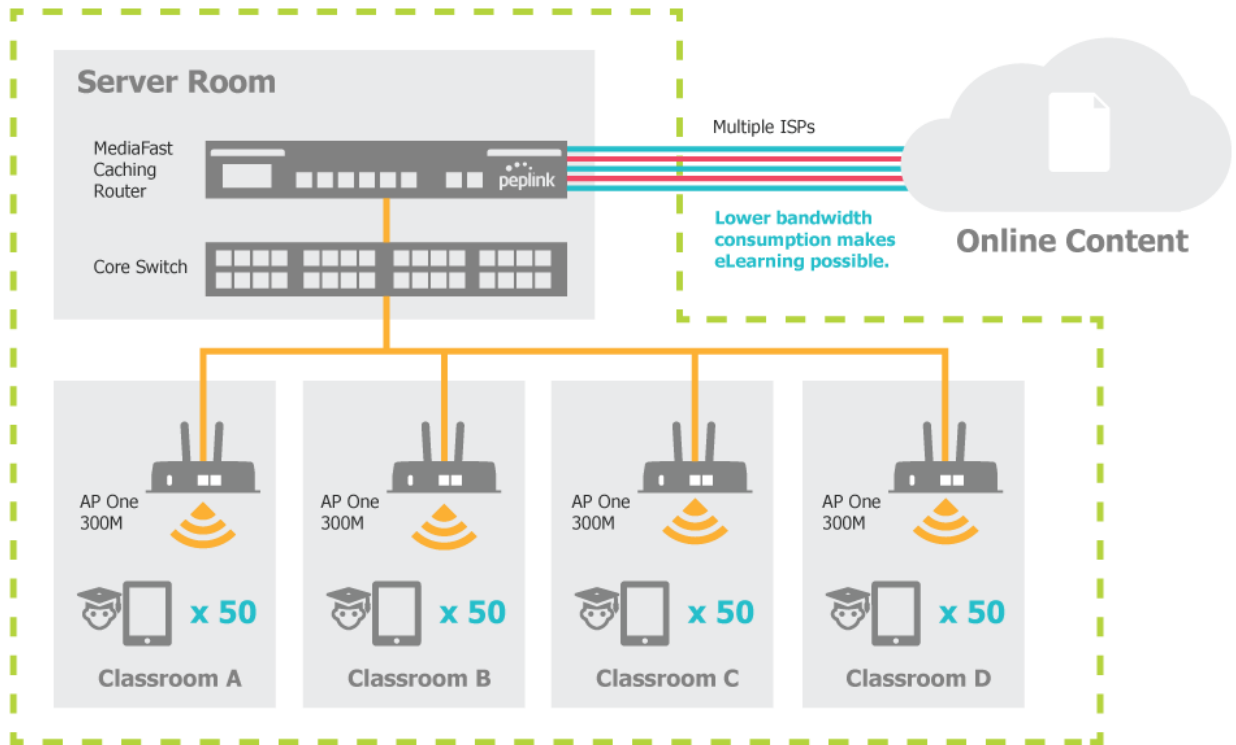 Server Room
MediaFast
Caching
Router
peplink
Core Switch
Multiple ISPs
Lower bandwidth
consumption makes
eLearning possible.
Online Content
AP One
300M
x 50
Classroom A
AP One
300M
x 50
Classroom B
AP One
300M
x 50
Classroom C
AP One
300M
x 50
Classroom D